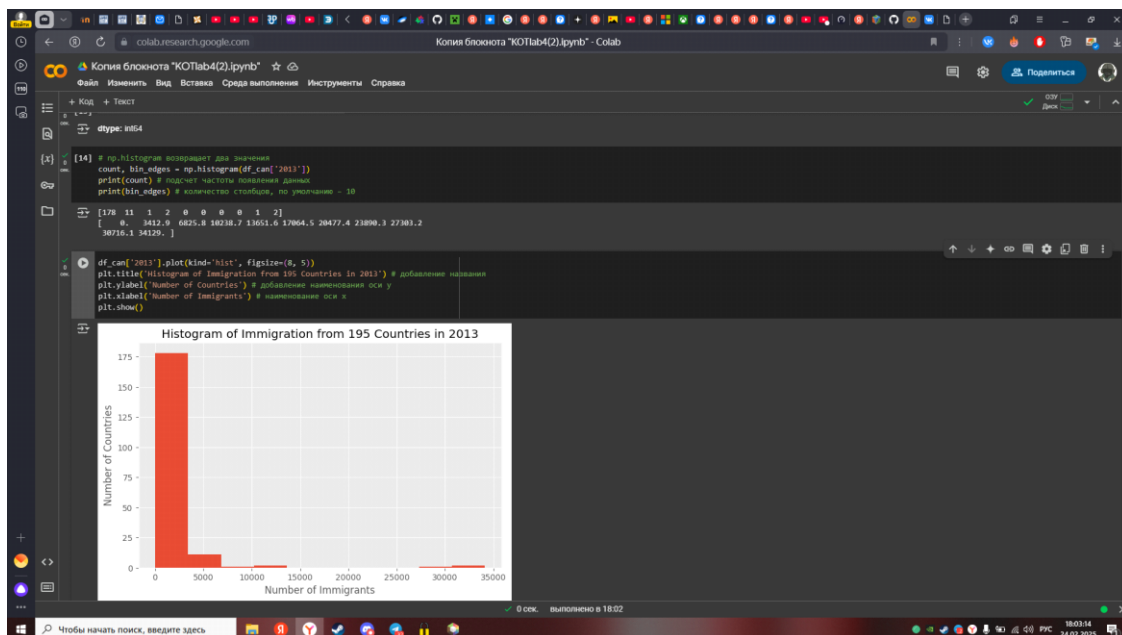 Войти
110
colab.research.google.com
Копия блокнота "KOTlab4(2).ipynb" - Colab
Копия блокнота "KOTlab4(2).ipynb"
Файл Изменить Вид Вставка Среда выполнения Инструменты Справка
Поделиться
+ Код + Текст
ОЗУ
Диск
dtype: int64
[14] # np.histogram возвращает два значения
count, bin_edges = np.histogram(df_can['2013'])
print(count) # подсчет частоты появления данных
print(bin_edges) # количество столбцов, по умолчанию - 10
[178 11 1 2 0 0 0 0 1 2]
[ 0. 3412.9 6825.8 10238.7 13651.6 17064.5 20477.4 23890.3 27303.2
30716.1 34129. ]
df_can['2013'].plot(kind='hist', figsize=(8, 5))
plt.title('Histogram of Immigration from 195 Countries in 2013') # добавление названия
plt.ylabel('Number of Countries') # добавление наименования оси y
plt.xlabel('Number of Immigrants') # наименование оси x
plt.show()
Histogram of Immigration from 195 Countries in 2013
175
150
125
100
75
50
25
0
Number of Countries
0 5000 10000 15000 20000 25000 30000 35000
Number of Immigrants
0 сек. выполнено в 18:02
Чтобы начать поиск, введите здесь
РУС
18:03:14
24.02.2025